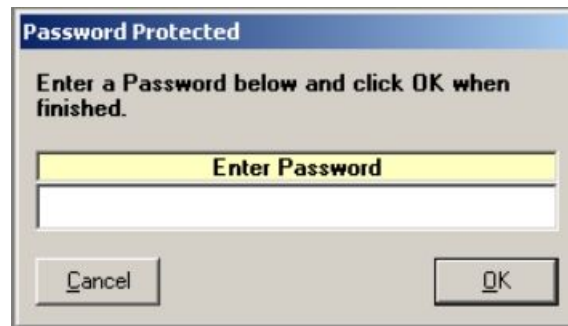 Password Protected
Enter a Password below and click OK when
finished.
Enter Password
Cancel
OK